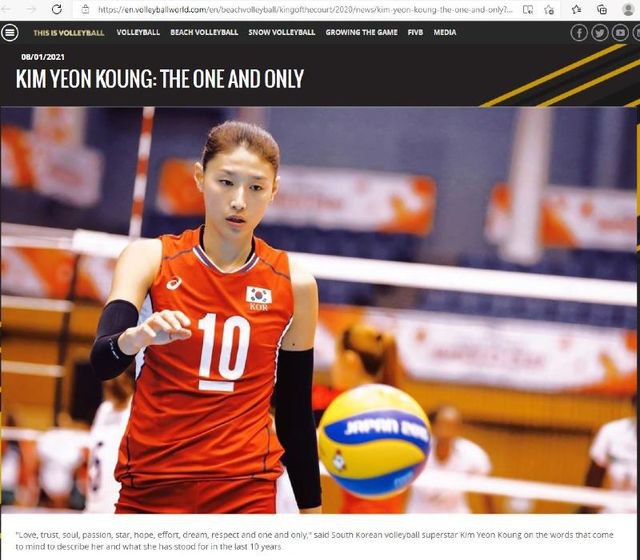 https://en.volleyballworld.com/en/beachvolleyball/kingofthecourt/2020/news/kim-yeon-koung-the-one-and-only?...
THIS IS VOLLEYBALL VOLLEYBALL BEACH VOLLEYBALL SNOW VOLLEYBALL GROWING THE GAME FIVB MEDIA
08/01/2021
KIM YEON KOUNG: THE ONE AND ONLY
KOR
10
JAPAN
"Love, trust, soul, passion, star, hope, effort, dream, respect and one and only," said South Korean volleyball superstar Kim Yeon Koung on the words that come
to mind to describe her and what she has stood for in the last 10 years